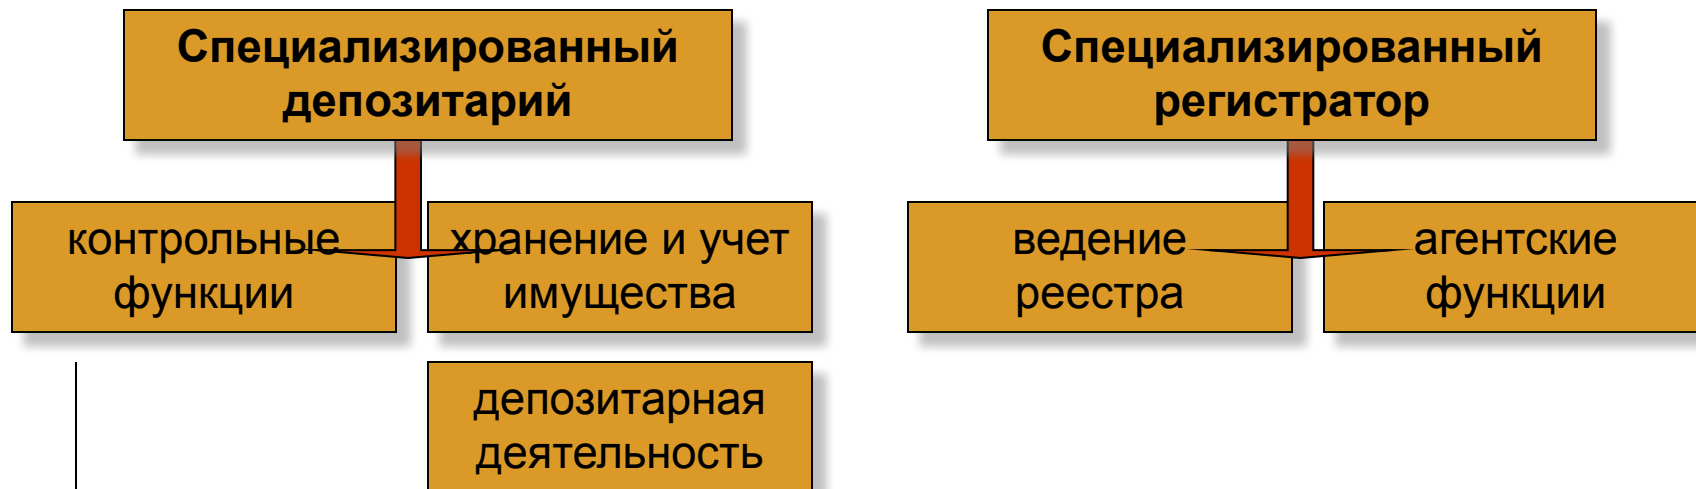 Специализированный
депозитарий
Специализированный
регистратор
контрольные
функции
хранение и учет
имущества
ведение
реестра
агентские
функции
депозитарная
деятельность